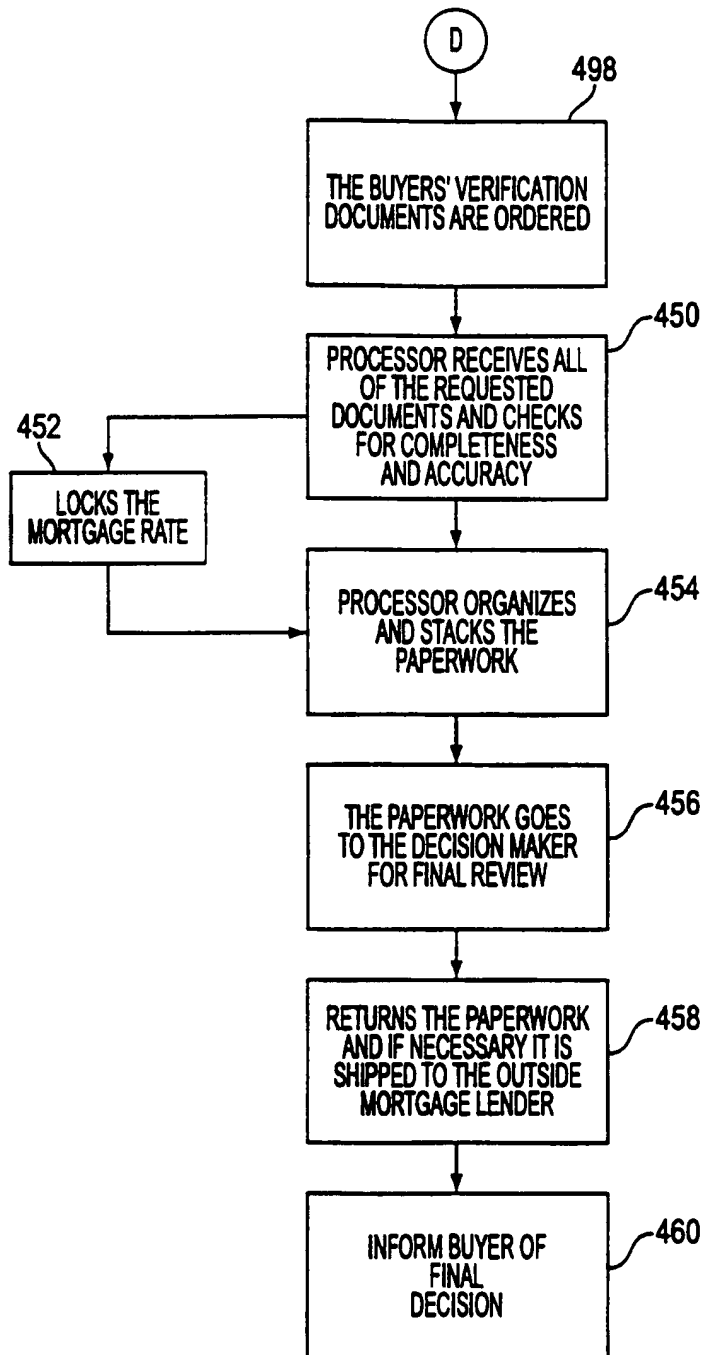 D
498
THE BUYERS' VERIFICATION
DOCUMENTS ARE ORDERED
450
PROCESSOR RECEIVES ALL
OF THE REQUESTED
DOCUMENTS AND CHECKS
FOR COMPLETENESS
AND ACCURACY
452
LOCKS THE
MORTGAGE RATE
454
PROCESSOR ORGANIZES
AND STACKS THE
PAPERWORK
456
THE PAPERWORK GOES
TO THE DECISION MAKER
FOR FINAL REVIEW
458
RETURNS THE PAPERWORK
AND IF NECESSARY IT IS
SHIPPED TO THE OUTSIDE
MORTGAGE LENDER
460
INFORM BUYER OF
FINAL
DECISION